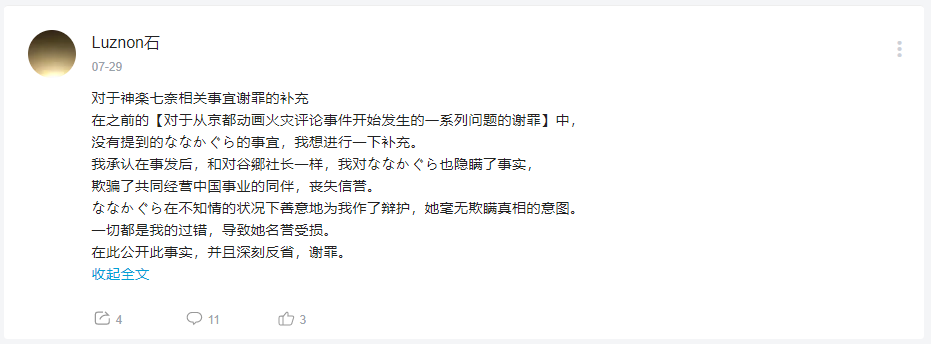 Luznon石
07-29
对于神楽七奈相关事宜谢罪的补充
在之前的【对于从京都动画火灾评论事件开始发生的一系列问题的谢罪】中，
没有提到的ななかぐら的事宜，我想进行一下补充。
我承认在事发后，和对谷郷社长一样，我对ななかぐら也隐瞒了事实，
欺骗了共同经营中国事业的同伴，丧失信誉。
ななかぐら在不知情的状况下善意地为我作了辩护，她毫无欺瞒真相的意图。
一切都是我的过错，导致她名誉受损。
在此公开此事实，并且深刻反省，谢罪。
收起全文
4 11 3